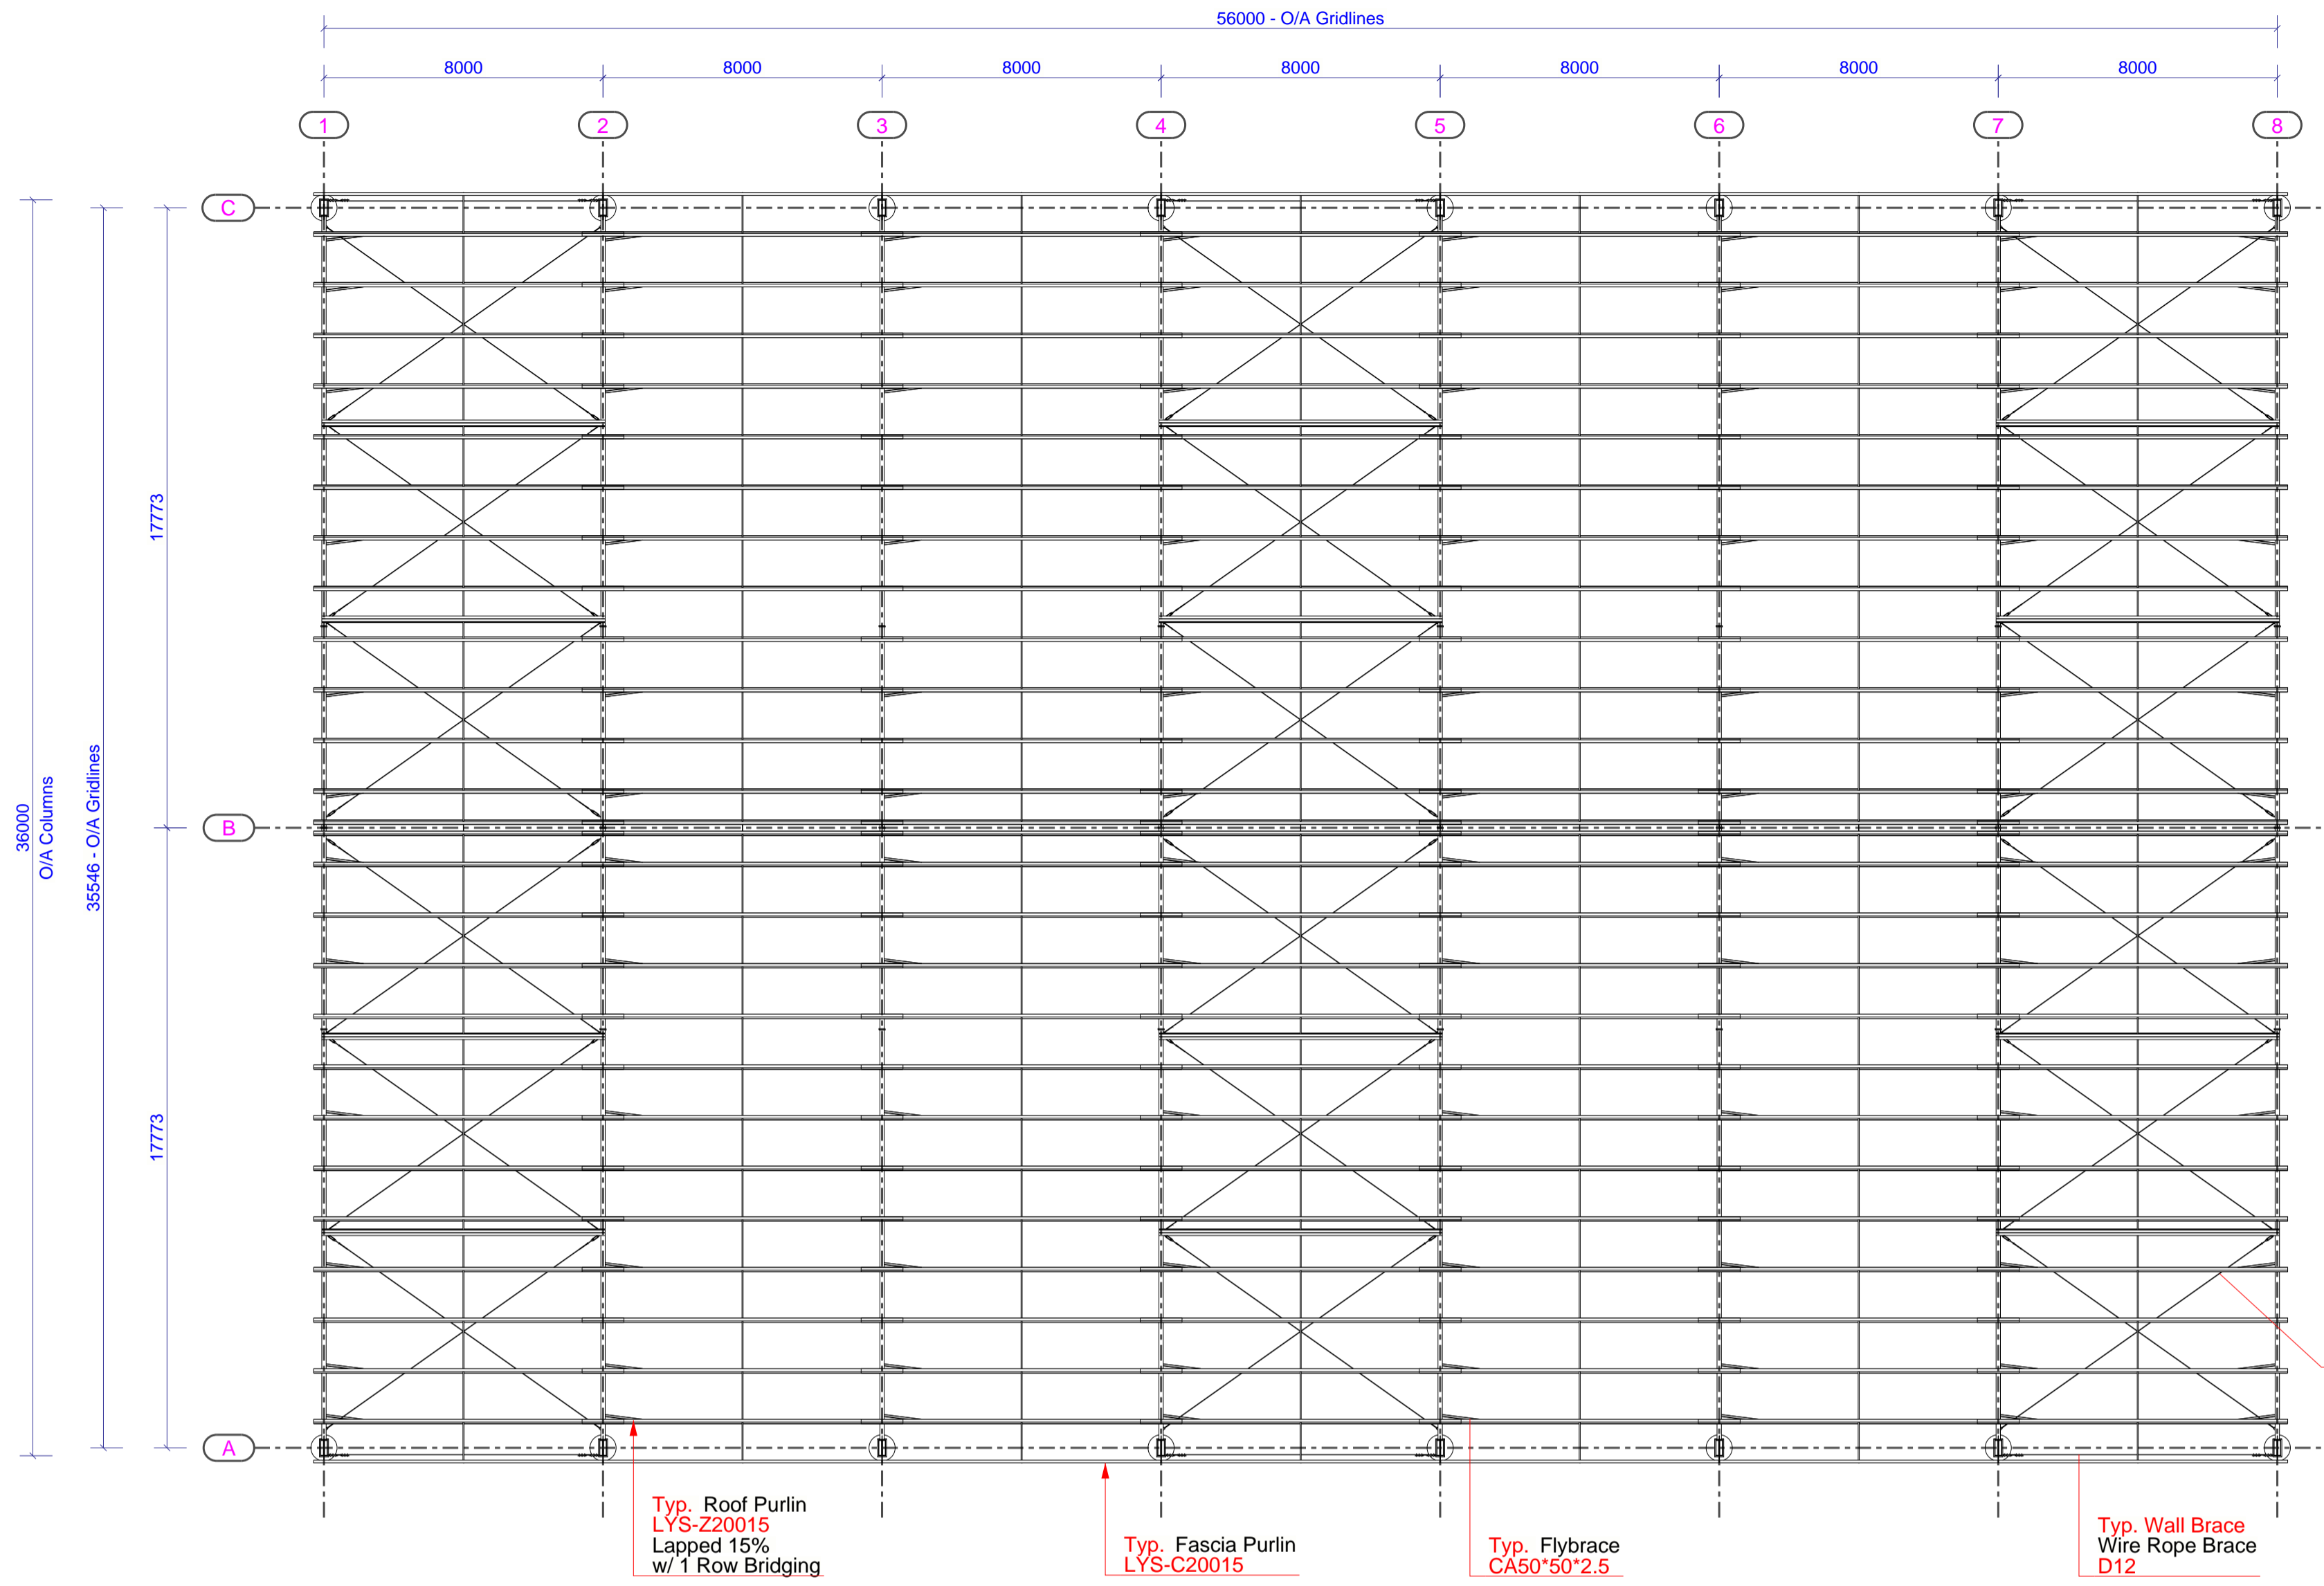 56000 - O/A Gridlines
8000 8000 8000 8000 8000 8000 8000
1 2 3 4 5 6 7 8
C
17773
36000
O/A Columns
35546 - O/A Gridlines
B
17773
A
Typ. Roof Purlin
LYS-Z20015
Lapped 15%
w/ 1 Row Bridging
Typ. Fascia Purlin
LYS-C20015
Typ. Flybrace
CA50*50*2.5
Typ. Wall Brace
Wire Rope Brace
D12